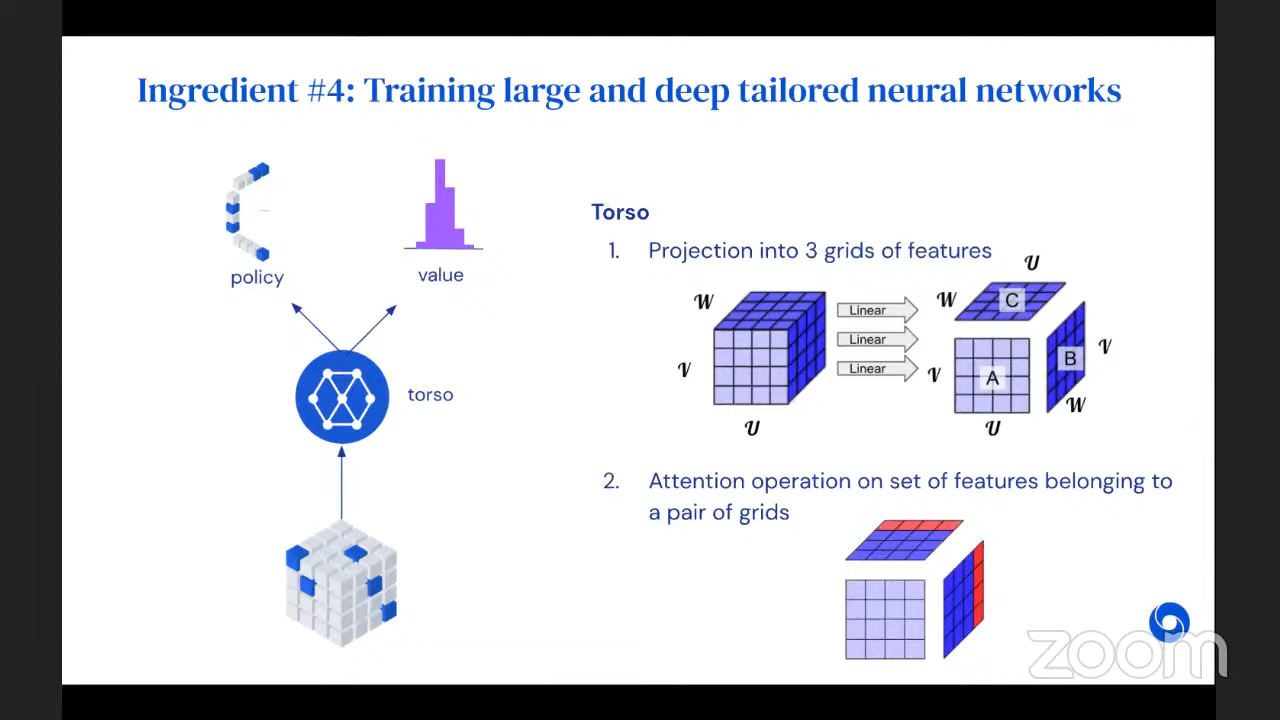 Ingredient #4: Training large and deep tailored neural networks
policy
value
torso
Torso
1. Projection into 3 grids of features
W
V
U
Linear
Linear
Linear
U
W
C
V
A
B
V
W
U
2. Attention operation on set of features belonging to
a pair of grids
zoom